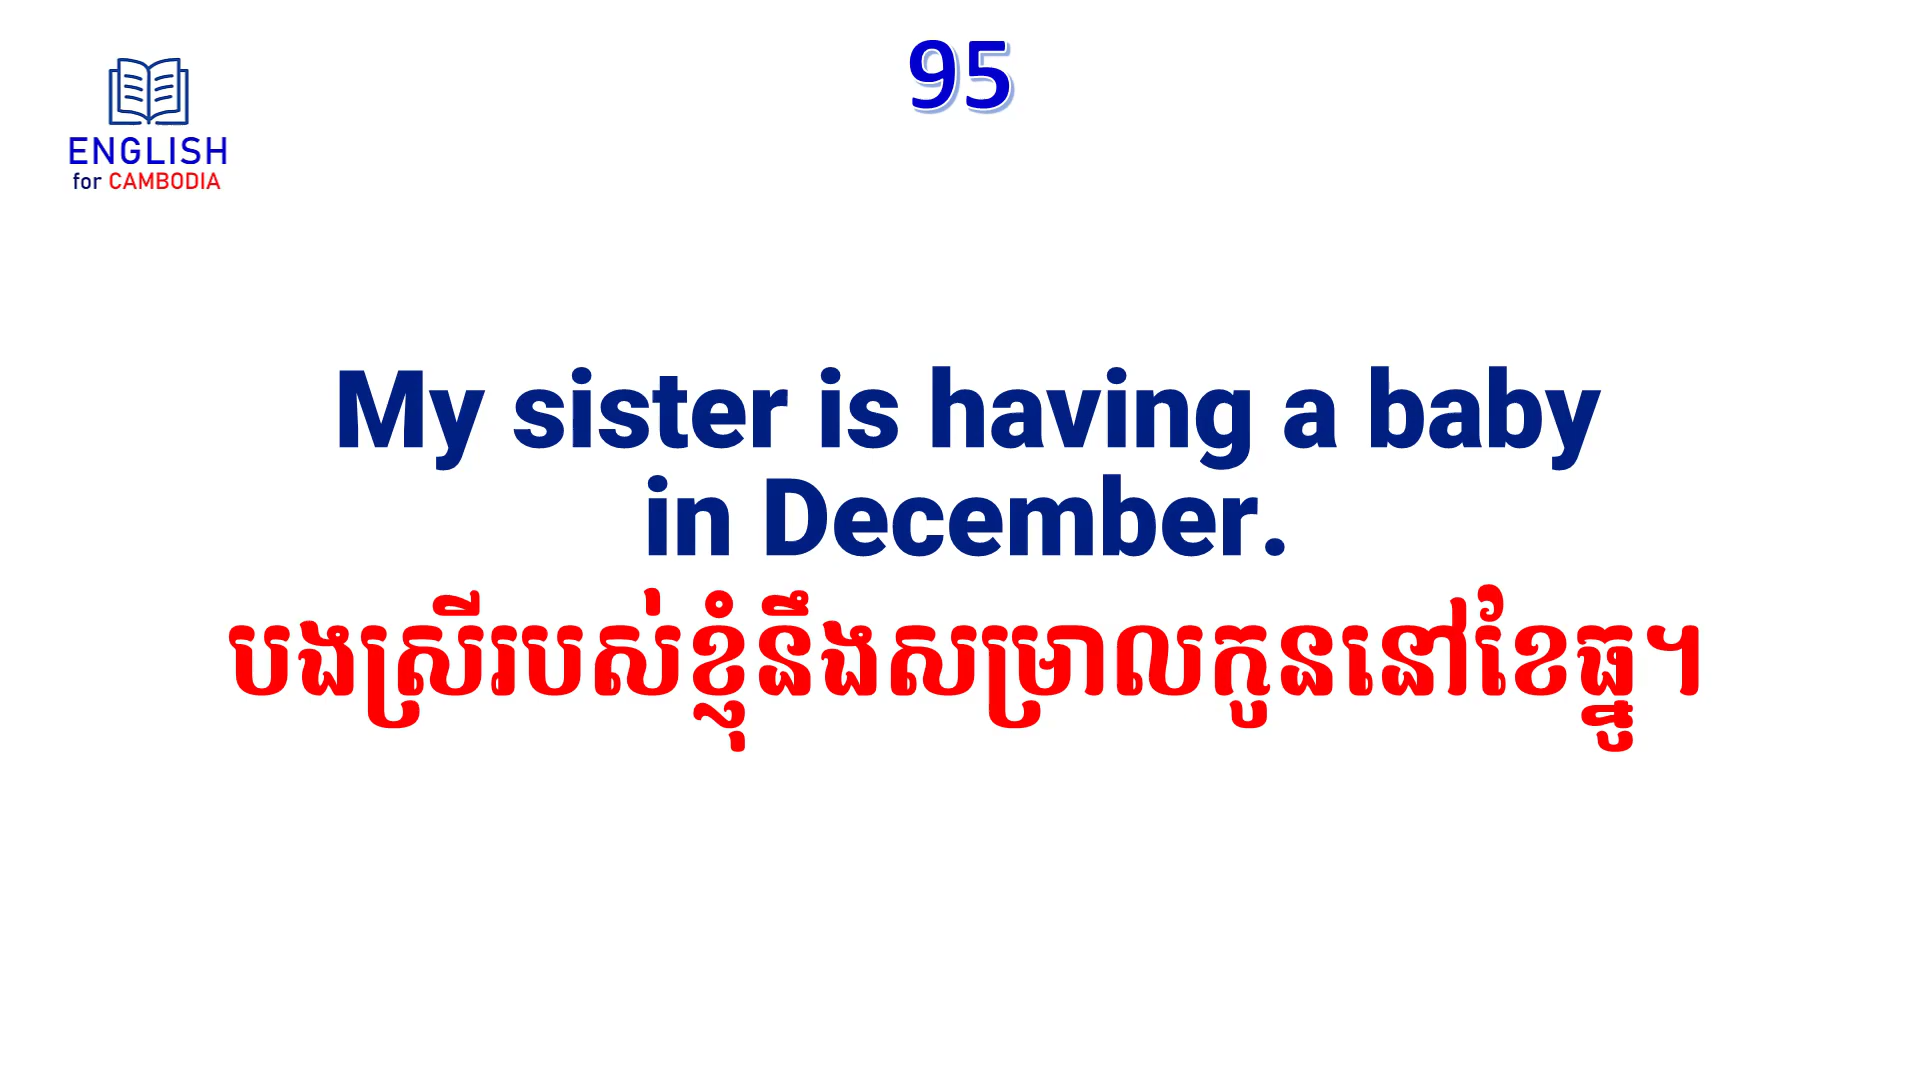 95
ENGLISH
for CAMBODIA
My sister is having a baby
in December.
បងស្រីរបស់ខ្ញុំនឹងសម្រាលកូននៅខែធ្នូ។